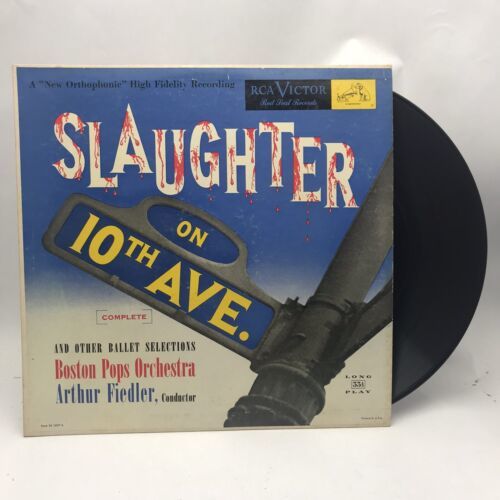 A "New Orthophonic" High Fidelity Recording
RCA VICTOR
Red Seal Records
SLAUGHTER
ON
10TH AVE.
COMPLETE
AND OTHER BALLET SELECTIONS
Boston Pops Orchestra
Arthur Fiedler, Conductor
LONG
33⅓
PLAY